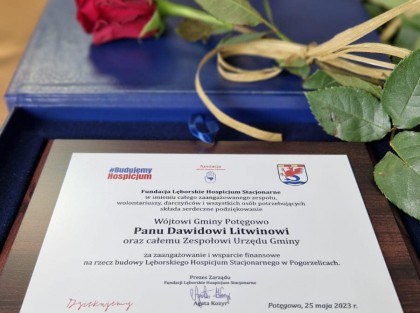 #Budujemy
Hospicjum
Fundacja Lęborskie Hospicjum Stacjonarne
w imieniu całego zaangażowanego zespołu,
wolontariuszy, darczyńców i wszystkich osób potrzebujących
składa serdeczne podziękowanie
Wójtowi Gminy Potęgowo
Panu Dawidowi Litwinowi
oraz całemu Zespołowi Urzędu Gminy
za zaangażowanie i wsparcie finansowe
na rzecz budowy Lęborskiego Hospicjum Stacjonarnego w Pogorzelicach.
Prezes Zarządu
Fundacji Lęborskie Hospicjum Stacjonarne
Agata Kozyr
Dziękujemy
Potęgowo, 25 maja 2023 r.